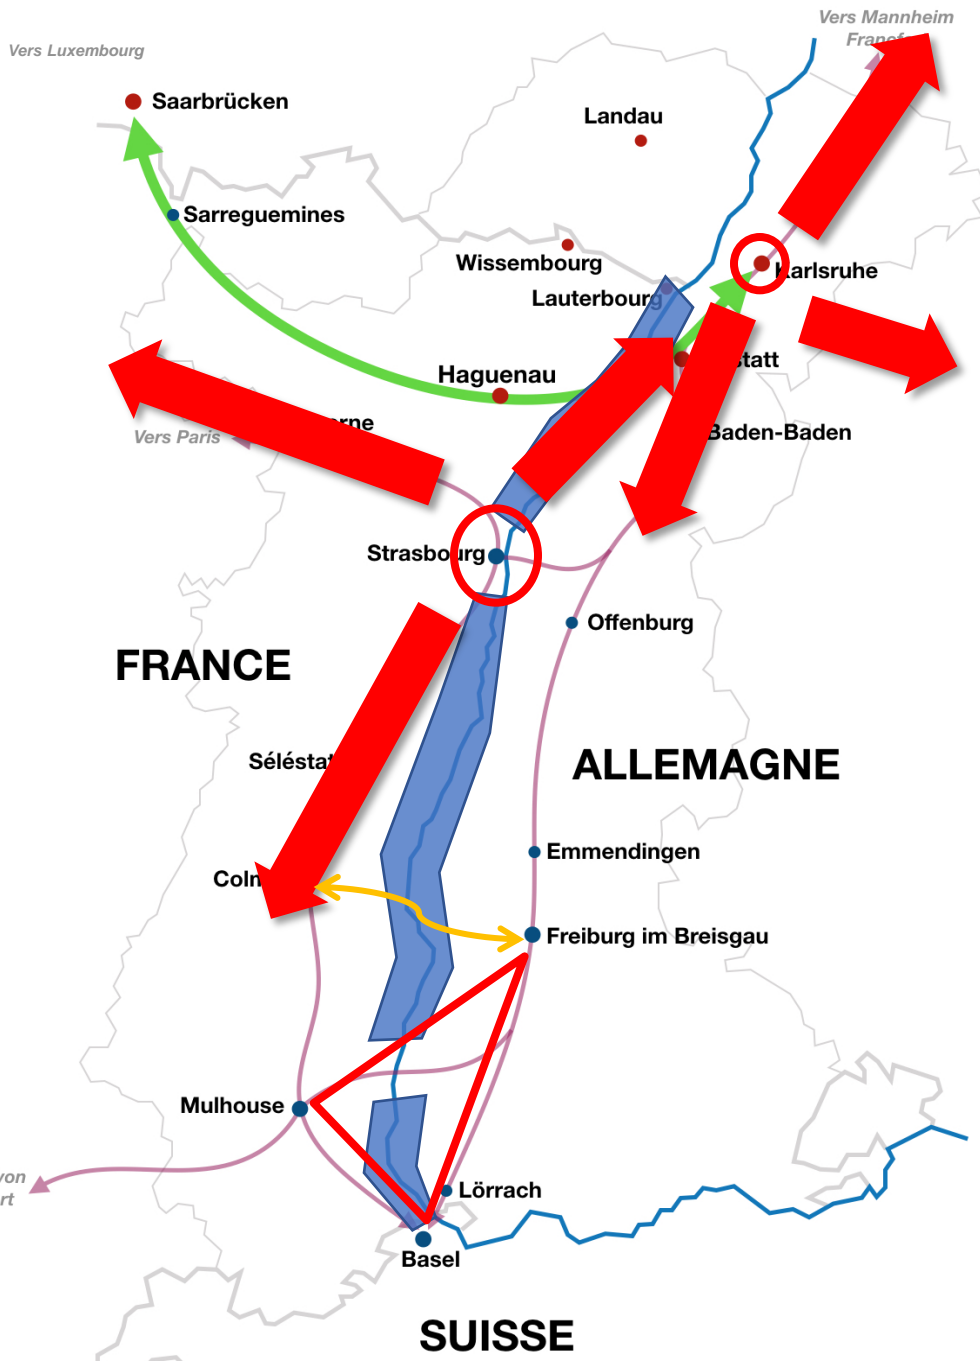 Vers Mannheim
Vers Luxembourg
Saarbrücken
Landau
Sarreguemines
Wissembourg
Karlsruhe
Lauterbourg
Haguenau
Vers Paris
Baden-Baden
Strasbourg
Offenburg
FRANCE
ALLEMAGNE
Emmendingen
Freiburg im Breisgau
Mulhouse
Lörrach
Basel
SUISSE